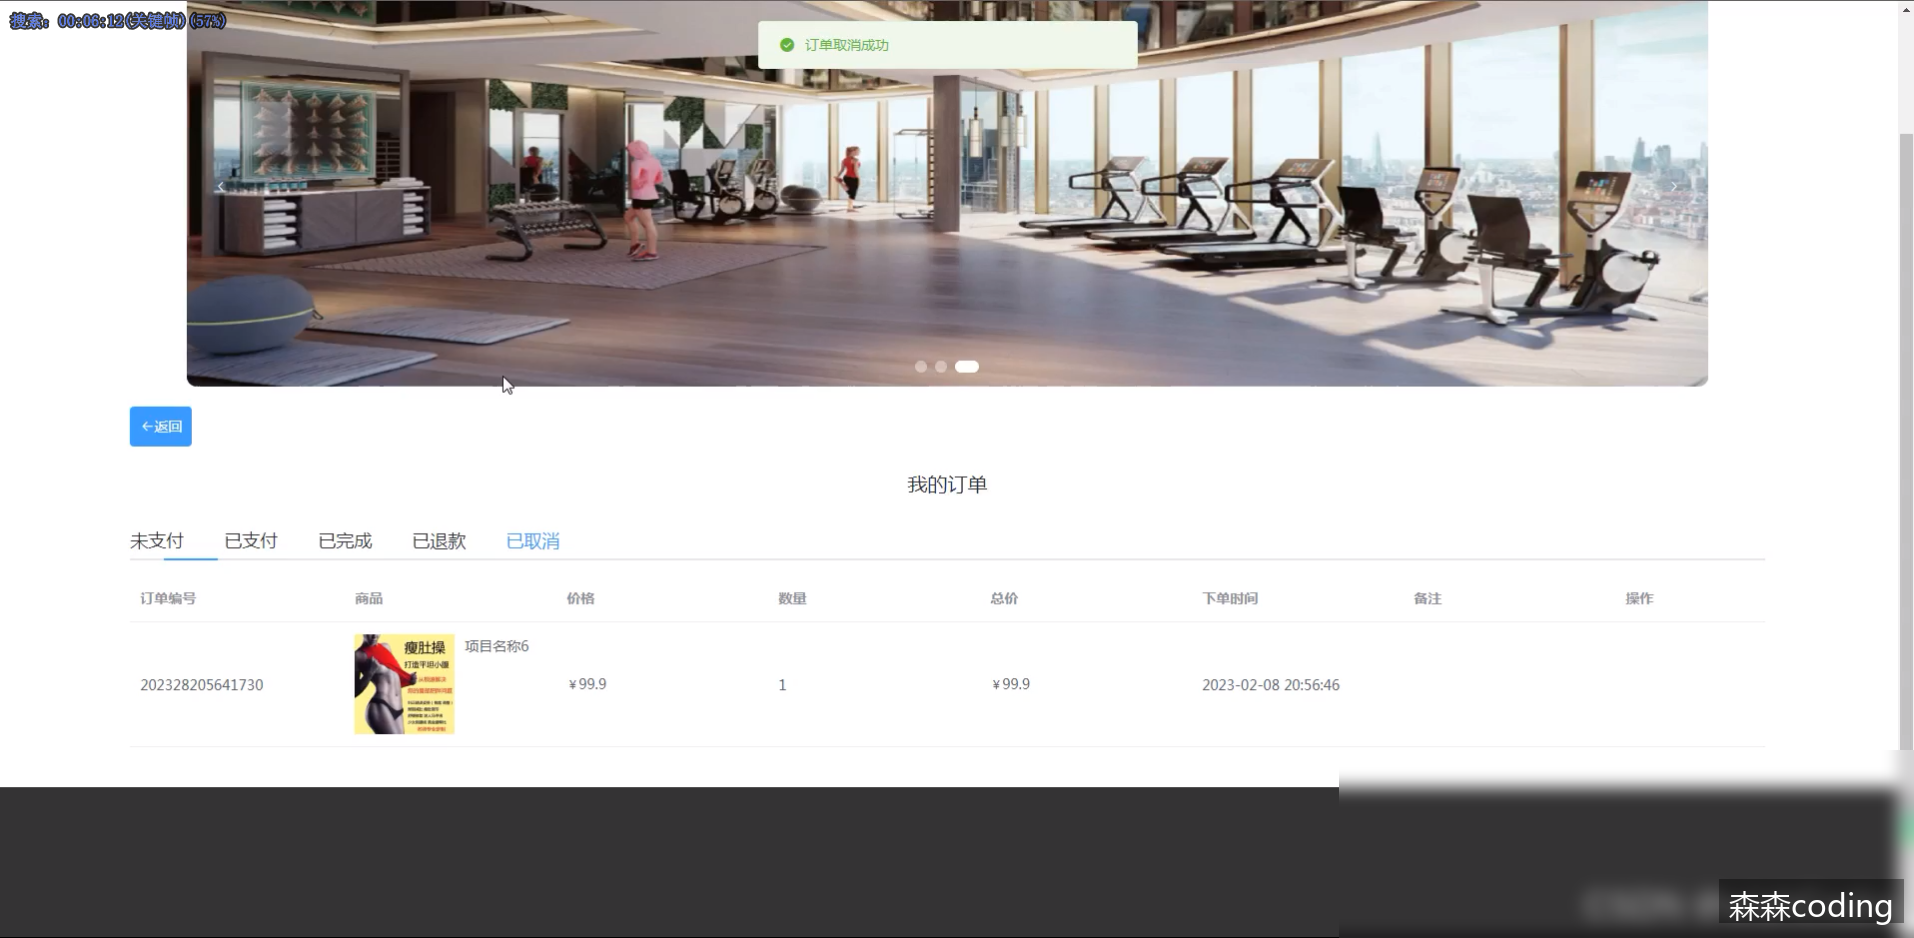 搜索: 00:06:12(关键帧)(57%)
订单取消成功
←返回
我的订单
未支付 已支付 已完成 已退款 已取消
订单编号 商品 价格 数量 总价 下单时间 备注 操作
瘦肚操
打造平坦小腹
项目名称6
202328205641730 ¥99.9 1 ¥99.9 2023-02-08 20:56:46
森森coding